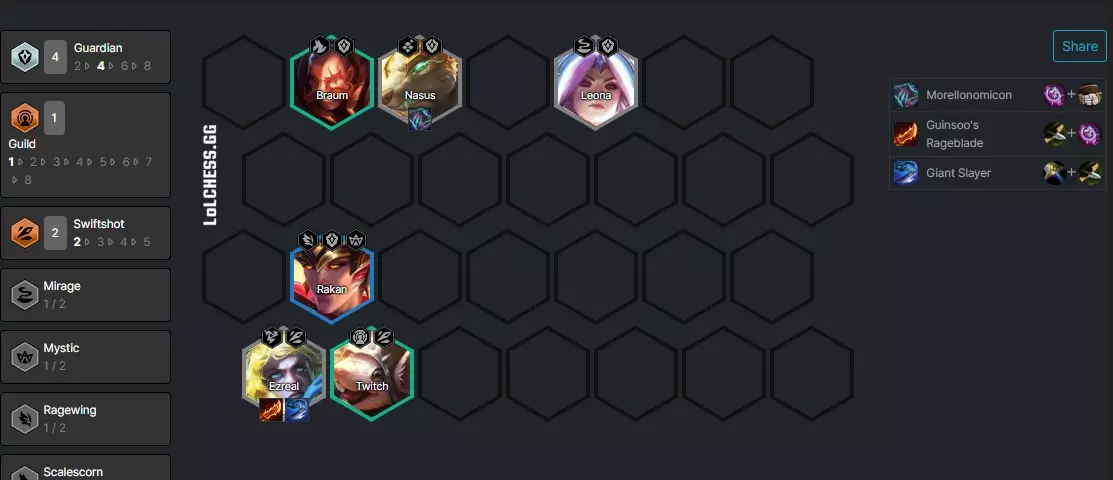 4
Guardian
2 4 6 8
1
Guild
1 2 3 4 5 6 7
8
2
Swiftshot
2 3 4 5
Mirage
1 / 2
Mystic
1 / 2
Ragewing
1 / 2
Scalescorn
LoLCHESS.GG
Braum
Nasus
Leona
Rakan
Ezreal
Twitch
Share
Morellonomicon
+
Guinsoo's
Rageblade
+
Giant Slayer
+